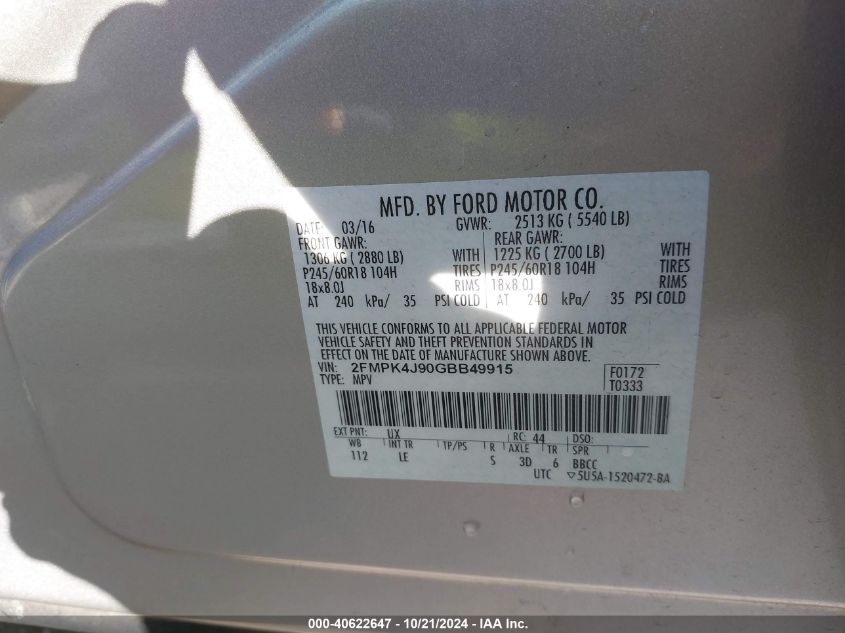 MFD. BY FORD MOTOR CO.
DATE: 03/16 GVWR: 2513 KG ( 5540 LB)
FRONT GAWR: REAR GAWR:
1306 KG ( 2880 LB) WITH 1225 KG ( 2700 LB) WITH
P245/60R18 104H TIRES P245/60R18 104H TIRES
18x8.0J RIMS 18x8.0J RIMS
AT 240 kPa/ 35 PSI COLD AT 240 kPa/ 35 PSI COLD
THIS VEHICLE CONFORMS TO ALL APPLICABLE FEDERAL MOTOR
VEHICLE SAFETY AND THEFT PREVENTION STANDARDS IN
EFFECT ON THE DATE OF MANUFACTURE SHOWN ABOVE.
VIN: 2FMPK4J90GBB49915 F0172
TYPE: MPV T0333
EXT PNT: UX RC: 44 DSO:
WB INT TR TP/PS R AXLE TR SPR
112 LE S 3D 6 BBCC
UTC ▽5U5A-1520472-BA
000-40622647 - 10/21/2024 - IAA Inc.